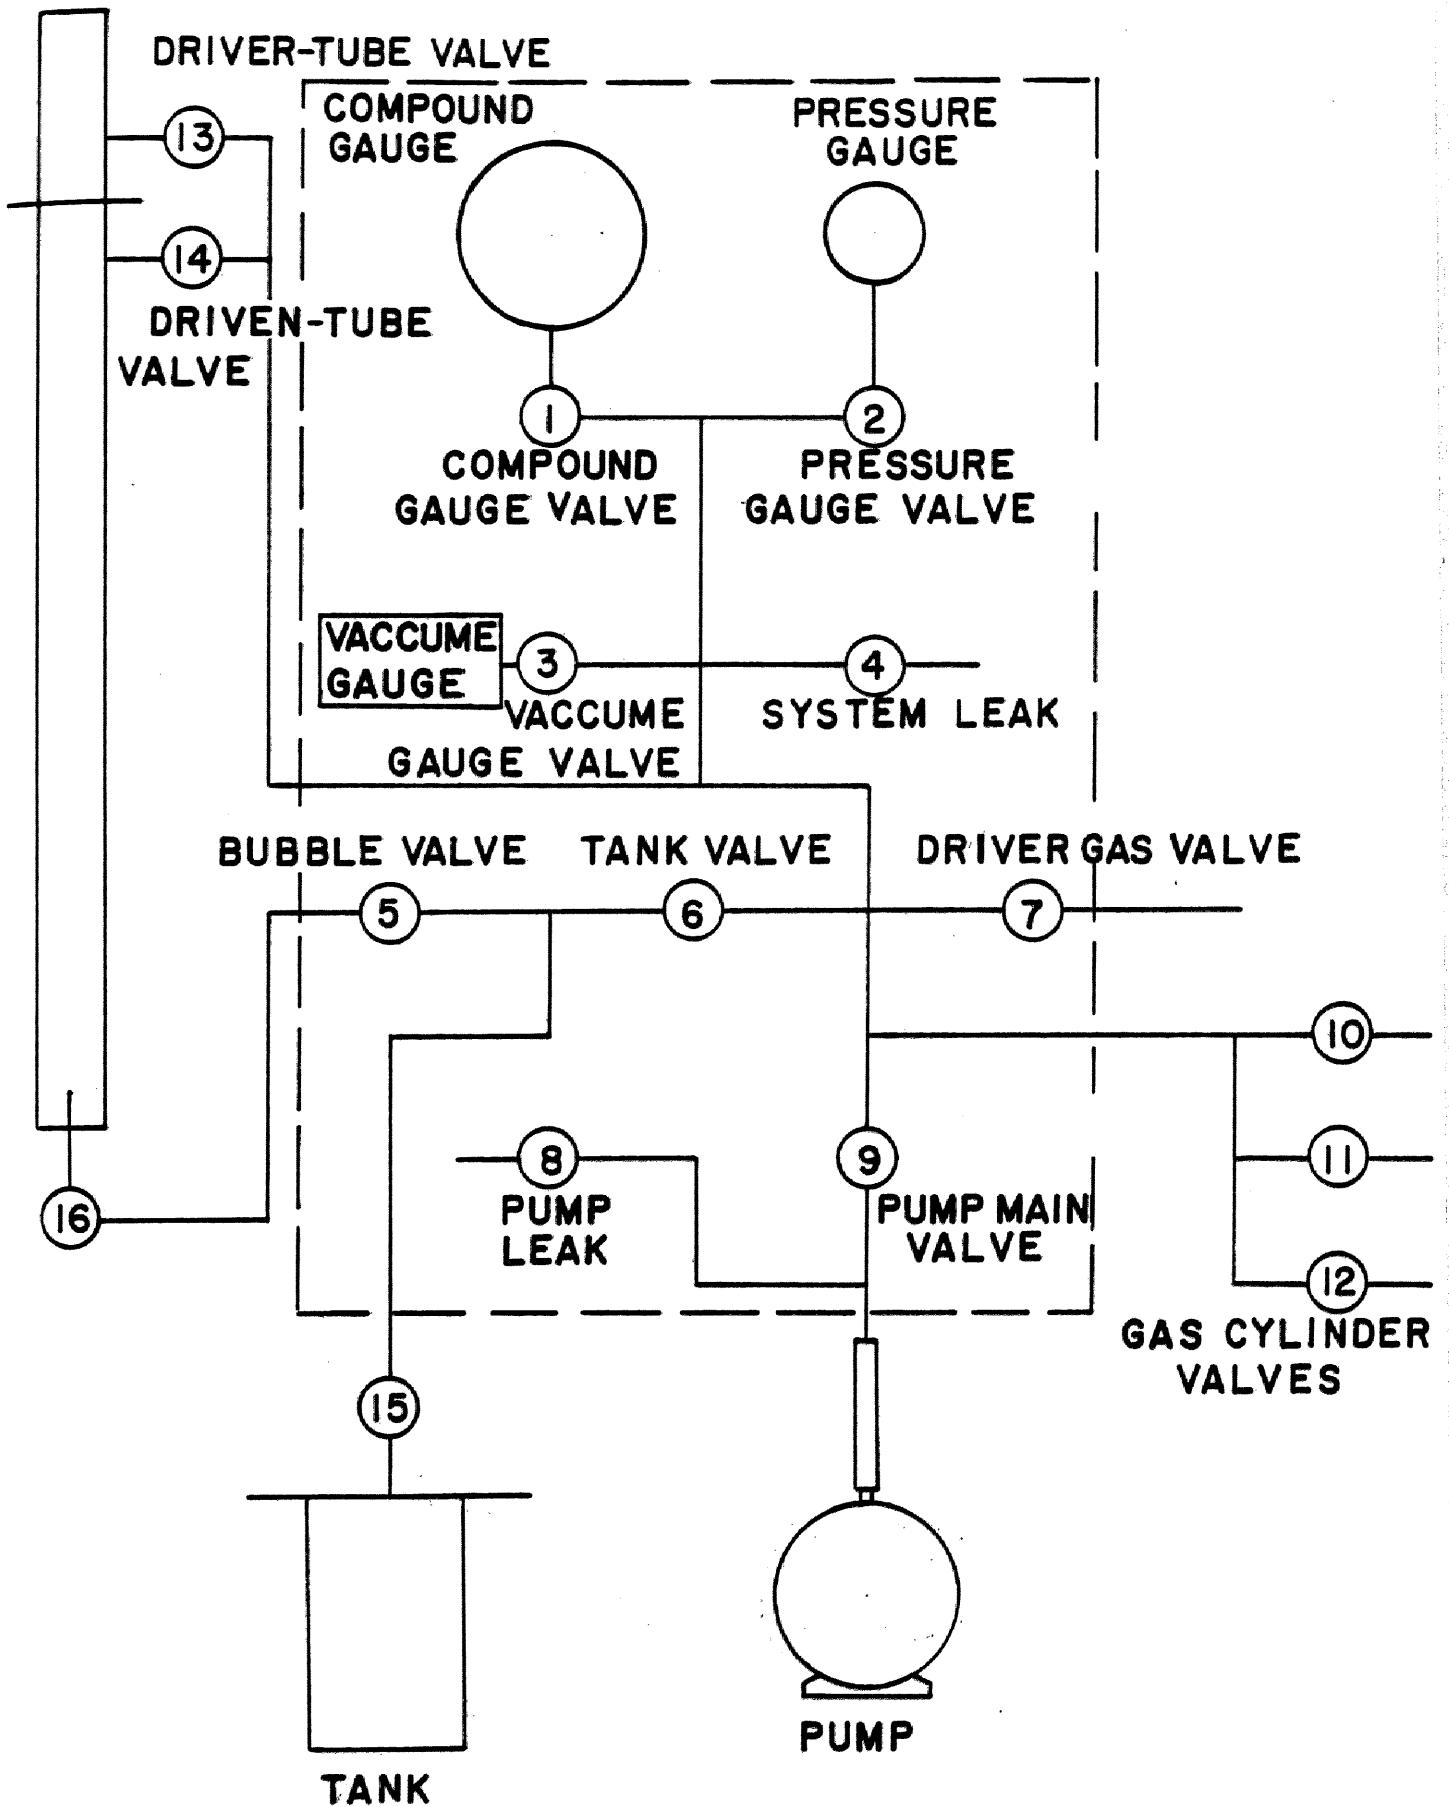 DRIVER-TUBE VALVE
COMPOUND
GAUGE
PRESSURE
GAUGE
13
14
DRIVEN-TUBE
VALVE
1
2
COMPOUND
GAUGE VALVE
PRESSURE
GAUGE VALVE
VACCUME
GAUGE
3
4
VACCUME
GAUGE VALVE
SYSTEM LEAK
BUBBLE VALVE
TANK VALVE
DRIVER GAS VALVE
5
6
7
10
8
9
11
PUMP
LEAK
PUMP MAIN
VALVE
16
12
GAS CYLINDER
VALVES
15
PUMP
TANK